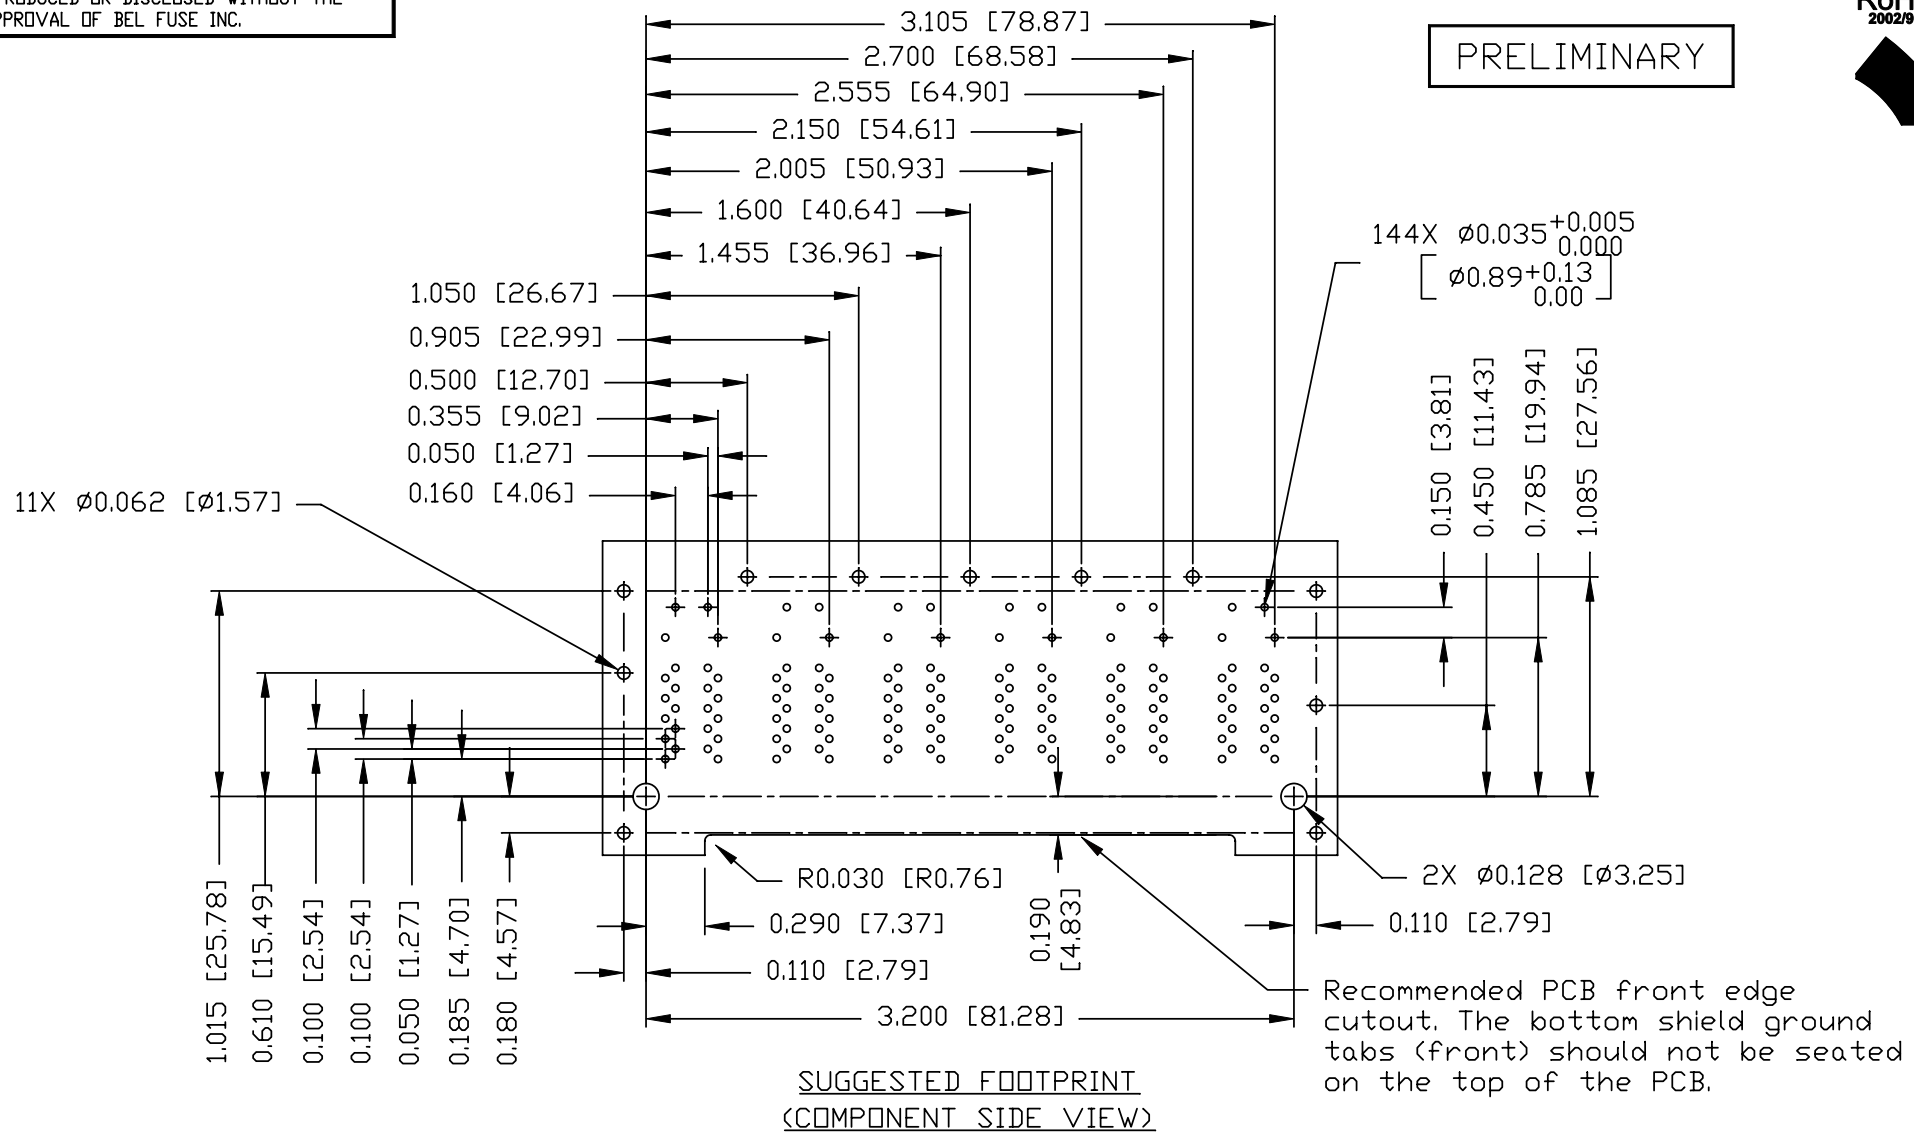 APPROVAL OF BEL FUSE INC.
2002/9
PRELIMINARY
3.105 [78.87]
2.700 [68.58]
2.555 [64.90]
2.150 [54.61]
2.005 [50.93]
1.600 [40.64]
1.455 [36.96]
1.050 [26.67]
0.905 [22.99]
0.500 [12.70]
0.355 [9.02]
0.050 [1.27]
0.160 [4.06]
11X Ø0.062 [Ø1.57]
144X Ø0.035 +0.005
0.000
[Ø0.89 +0.13
0.00]
0.150 [3.81]
0.450 [11.43]
0.785 [19.94]
1.085 [27.56]
1.015 [25.78]
0.610 [15.49]
0.100 [2.54]
0.100 [2.54]
0.050 [1.27]
0.185 [4.70]
0.180 [4.57]
R0.030 [R0.76]
0.290 [7.37]
0.110 [2.79]
3.200 [81.28]
0.190
[4.83]
2X Ø0.128 [Ø3.25]
0.110 [2.79]
Recommended PCB front edge
cutout. The bottom shield ground
tabs (front) should not be seated
on the top of the PCB.
SUGGESTED FOOTPRINT
(COMPONENT SIDE VIEW)